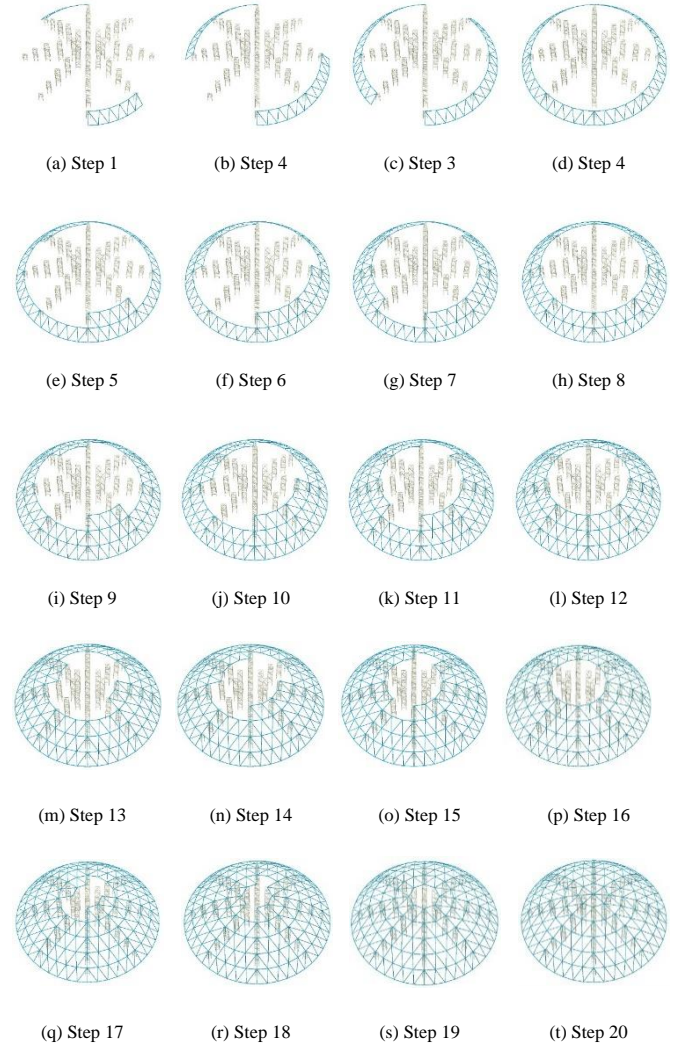 (a) Step 1 (b) Step 4 (c) Step 3 (d) Step 4
(e) Step 5 (f) Step 6 (g) Step 7 (h) Step 8
(i) Step 9 (j) Step 10 (k) Step 11 (l) Step 12
(m) Step 13 (n) Step 14 (o) Step 15 (p) Step 16
(q) Step 17 (r) Step 18 (s) Step 19 (t) Step 20